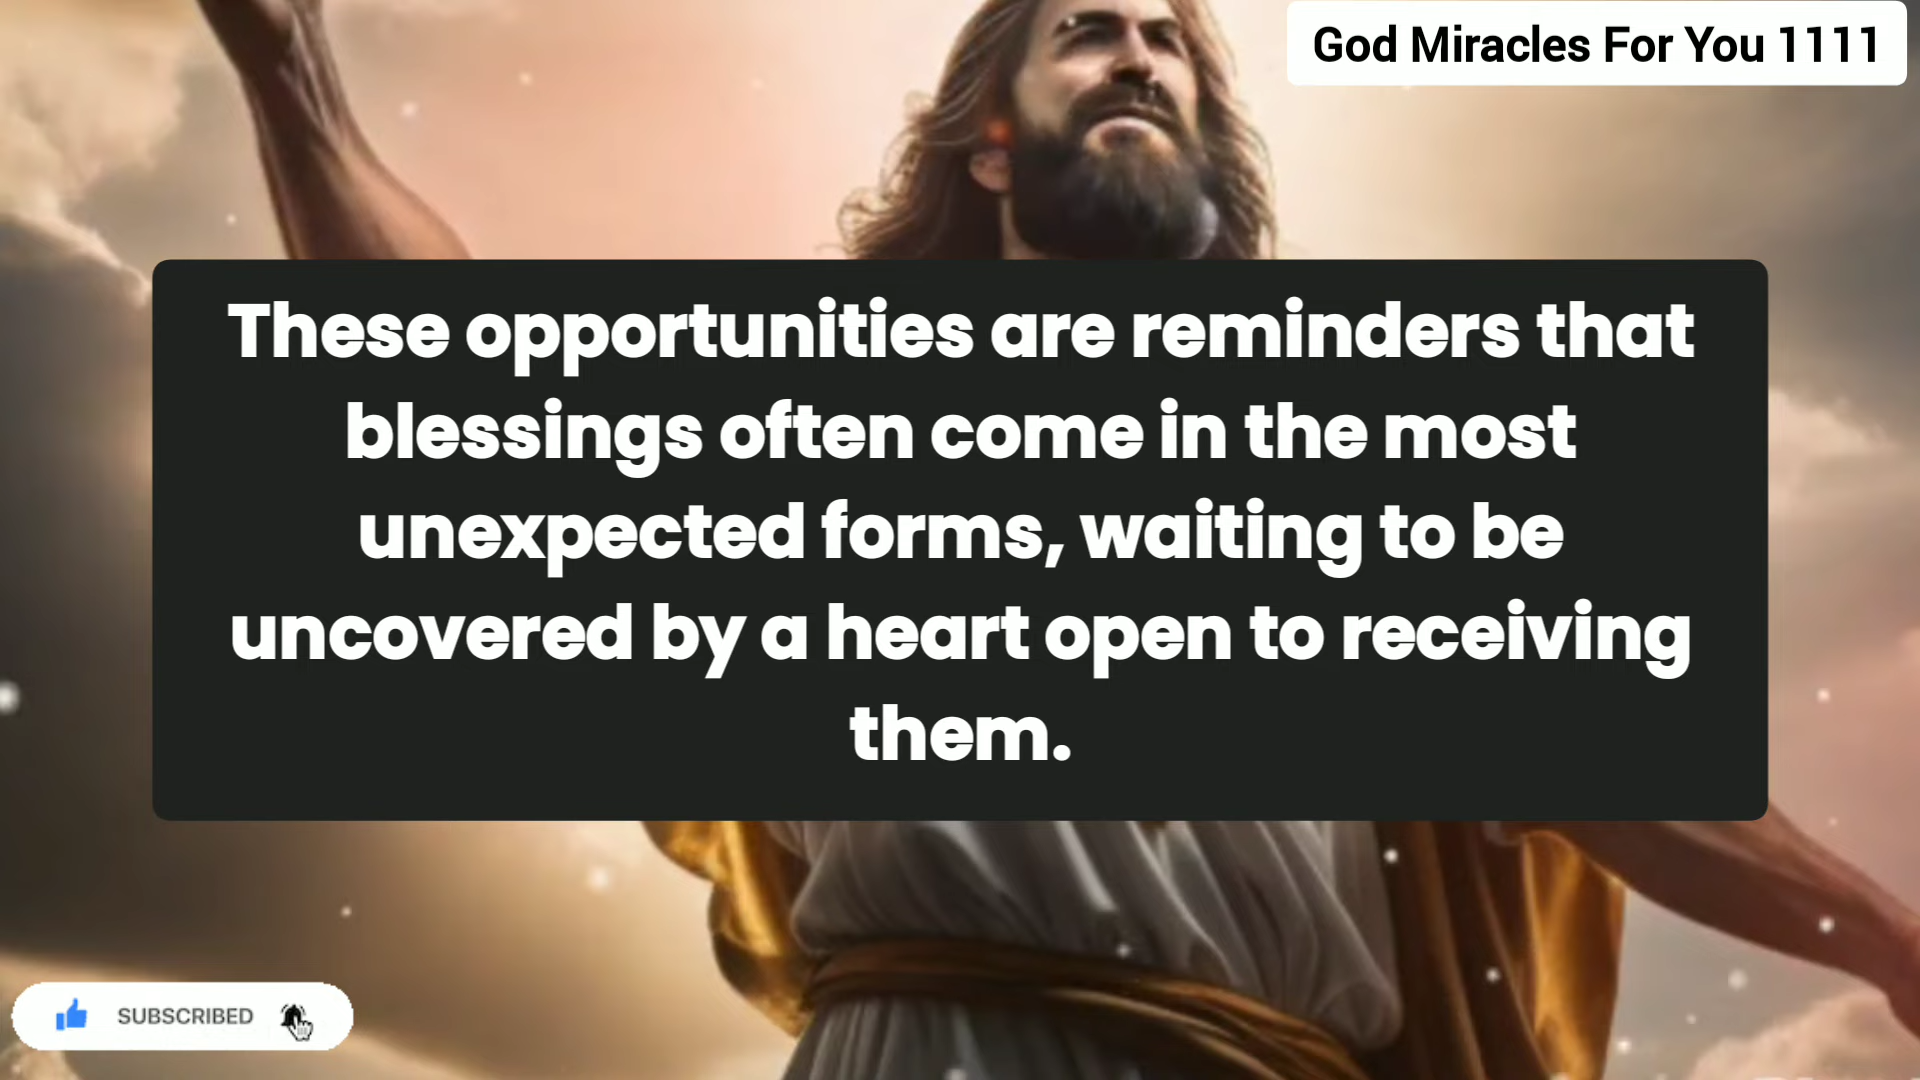 God Miracles For You 1111
These opportunities are reminders that
blessings often come in the most
unexpected forms, waiting to be
uncovered by a heart open to receiving
them.
SUBSCRIBED